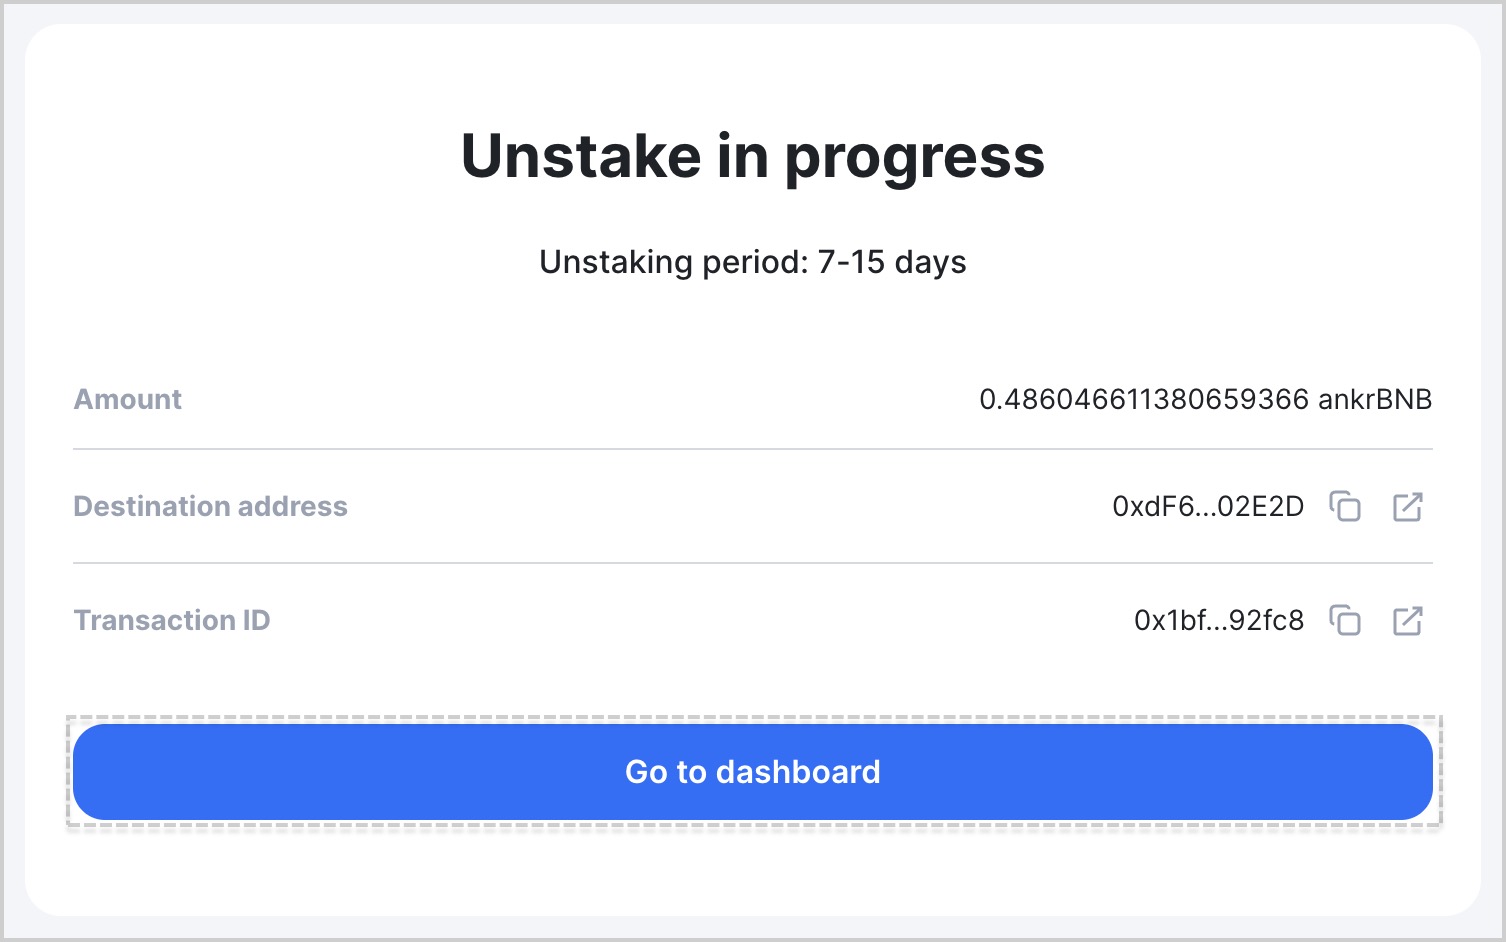 Unstake in progress
Unstaking period: 7-15 days
Amount 0.486046611380659366 ankrBNB
Destination address 0xdF6...02E2D
Transaction ID 0x1bf...92fc8
Go to dashboard